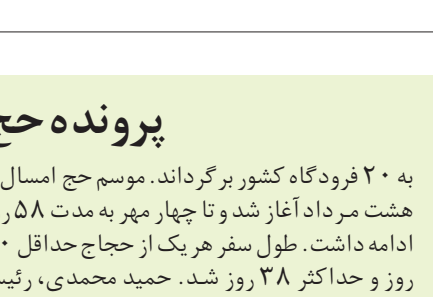 پرونده حج
به ۲۰ فرودگاه کشور برگرداند. موسم حج امسال
هشت مرداد آغاز شد و تا چهار مهر به مدت ۵۸
ادامه داشت. طول سفر هر یک از حجاج حداقل
روز و حداکثر ۳۸ روز شد. حمید محمدی، رئیس